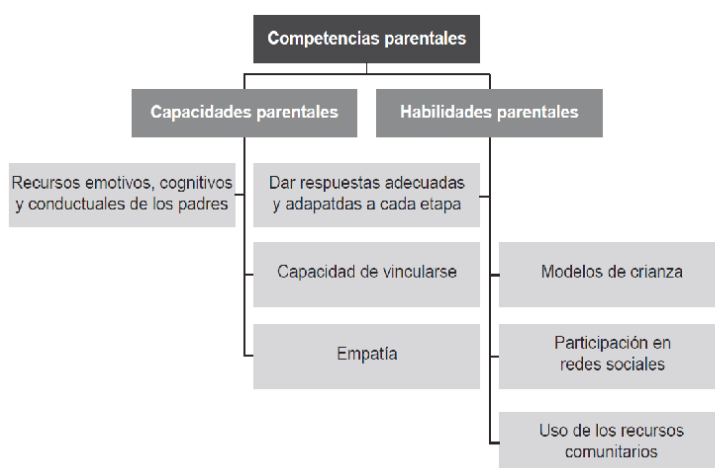 Competencias parentales
Capacidades parentales
Habilidades parentales
Recursos emotivos, cognitivos
y conductuales de los padres
Dar respuestas adecuadas
y adapatdas a cada etapa
Capacidad de vincularse
Modelos de crianza
Empatía
Participación en
redes sociales
Uso de los recursos
comunitarios